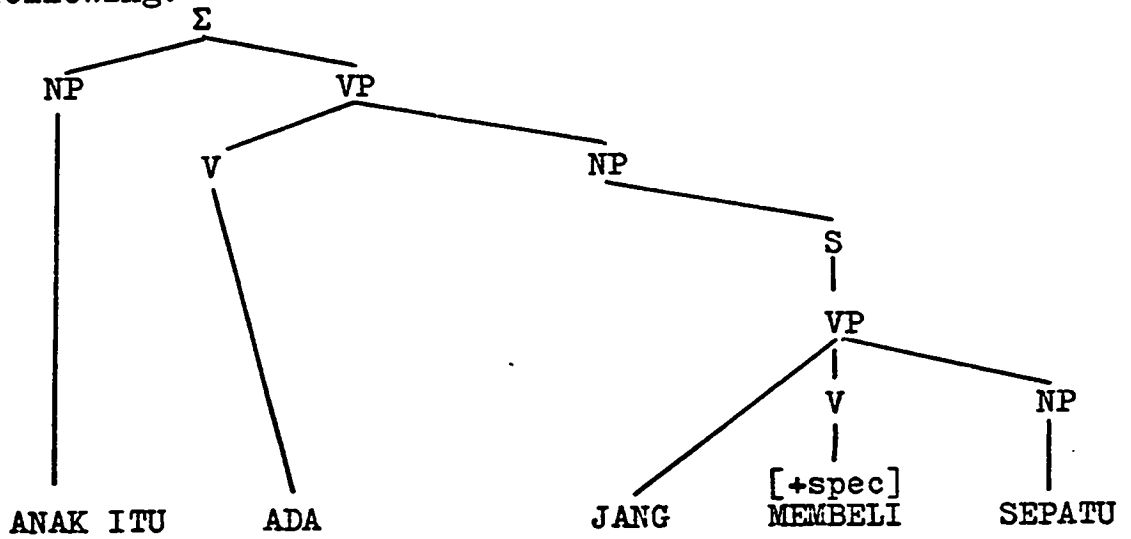 Σ
NP VP
V NP
S
VP
V NP
[+spec]
ANAK ITU ADA JANG MEMBELI SEPATU